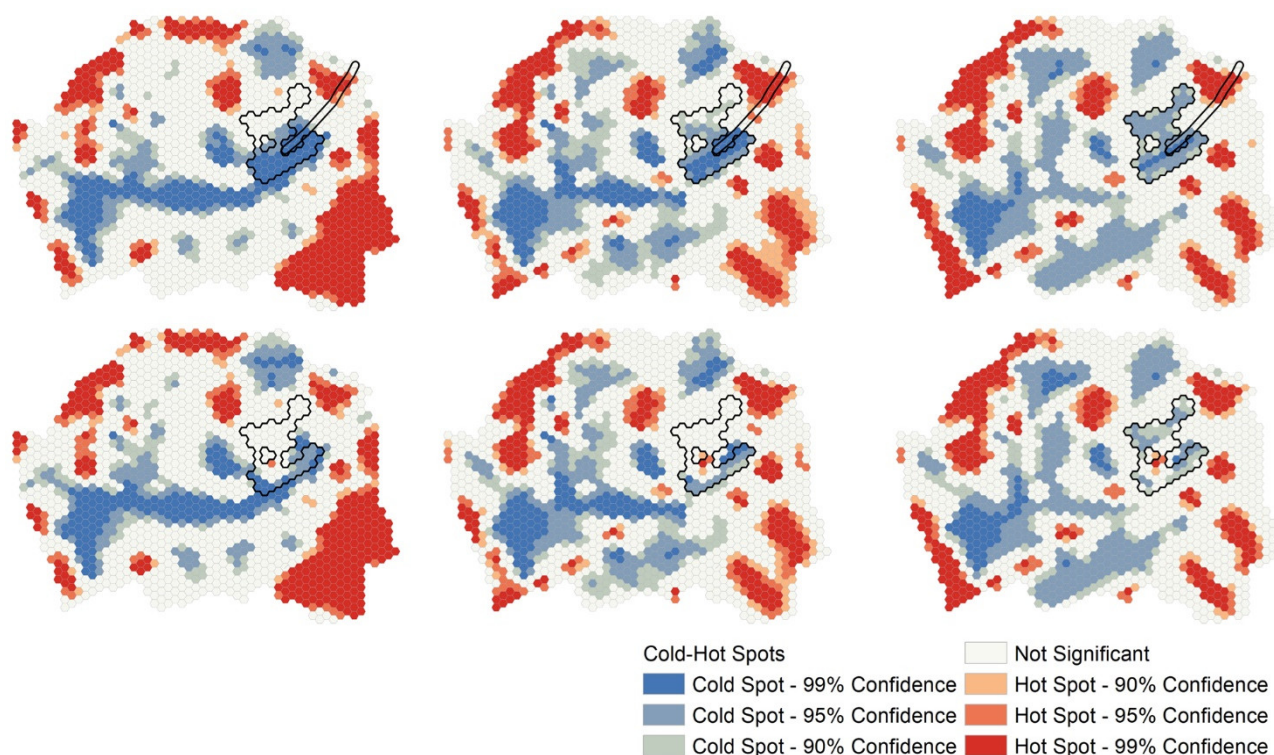 Cold-Hot Spots
Not Significant
Cold Spot - 99% Confidence
Hot Spot - 90% Confidence
Cold Spot - 95% Confidence
Hot Spot - 95% Confidence
Cold Spot - 90% Confidence
Hot Spot - 99% Confidence